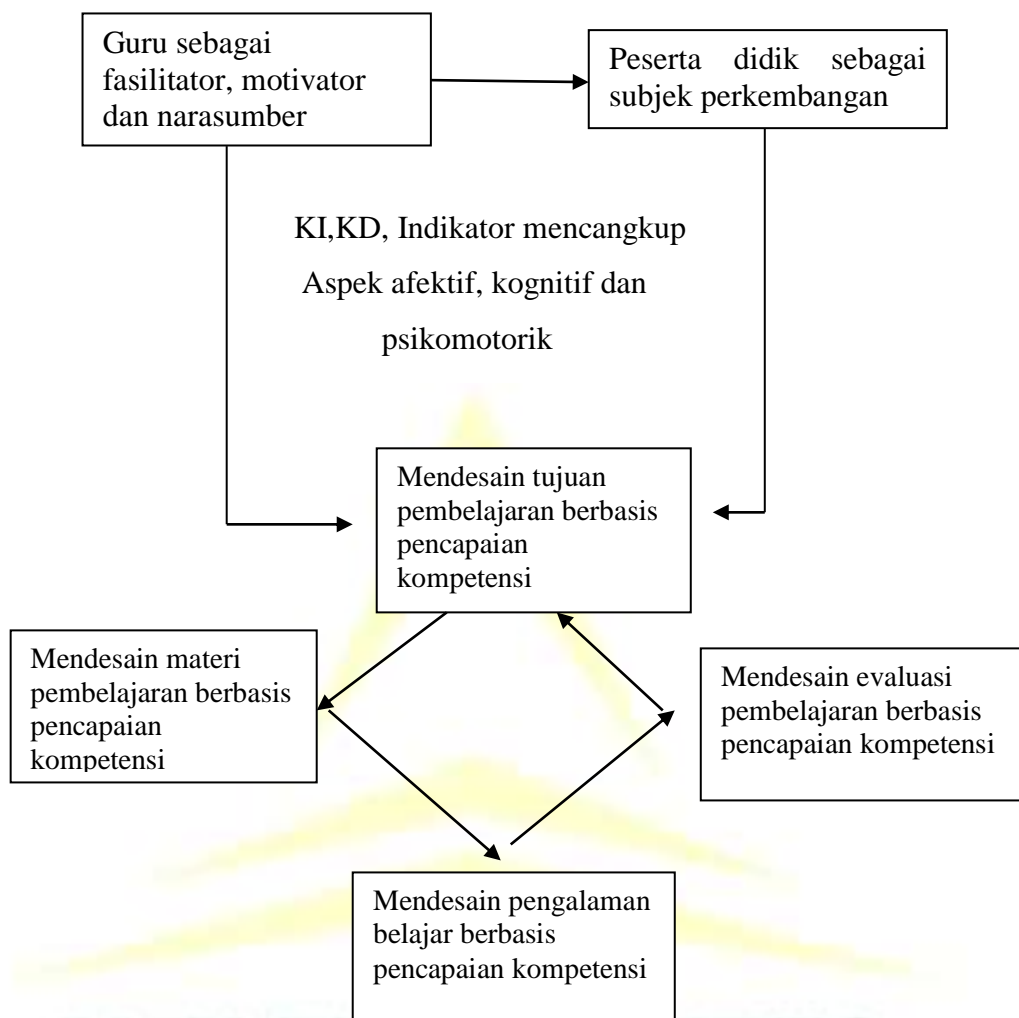 Guru sebagai
fasilitator, motivator
dan narasumber
Peserta didik sebagai
subjek perkembangan
KI,KD, Indikator mencangkup
Aspek afektif, kognitif dan
psikomotorik
Mendesain tujuan
pembelajaran berbasis
pencapaian
kompetensi
Mendesain materi
pembelajaran berbasis
pencapaian
kompetensi
Mendesain evaluasi
pembelajaran berbasis
pencapaian kompetensi
Mendesain pengalaman
belajar berbasis
pencapaian kompetensi